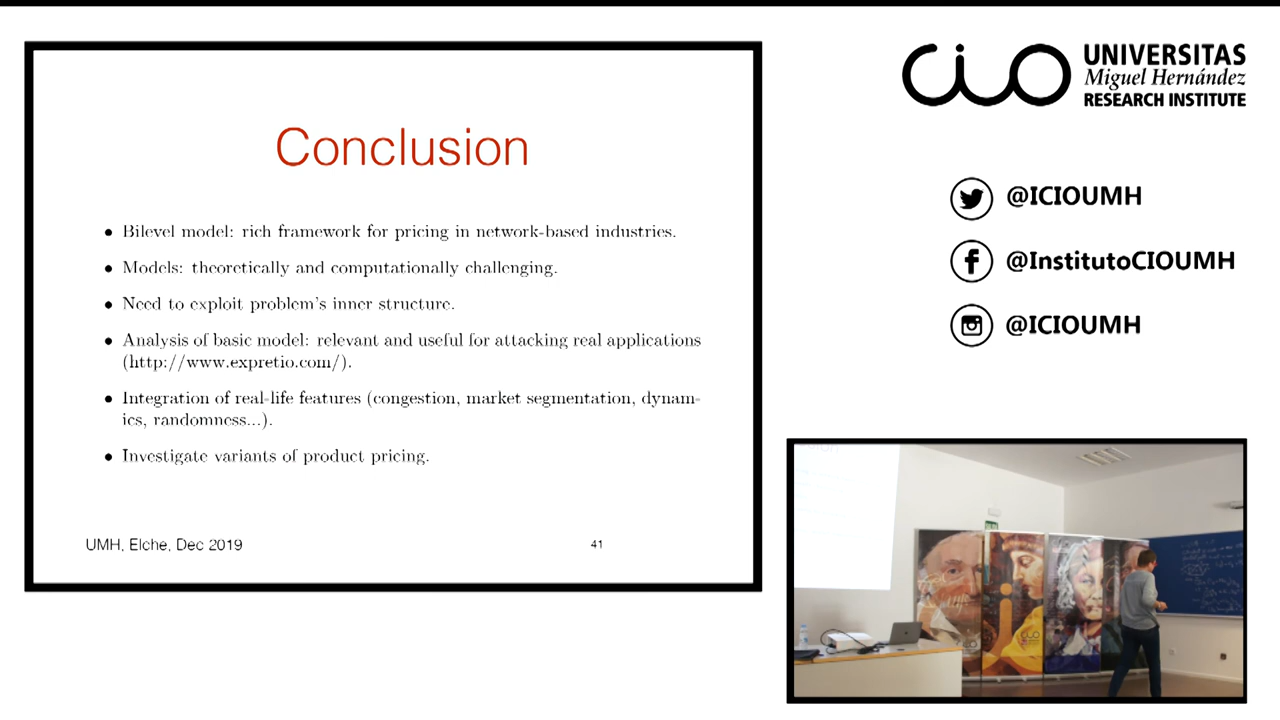 Conclusion
• Bilevel model: rich framework for pricing in network-based industries.
• Models: theoretically and computationally challenging.
• Need to exploit problem's inner structure.
• Analysis of basic model: relevant and useful for attacking real applications
(http://www.expretio.com/).
• Integration of real-life features (congestion, market segmentation, dynam-
ics, randomness...).
• Investigate variants of product pricing.
UMH, Elche, Dec 2019
41
cio
UNIVERSITAS
Miguel Hernández
RESEARCH INSTITUTE
@ICIOUMH
@InstitutoCIOUMH
@ICIOUMH